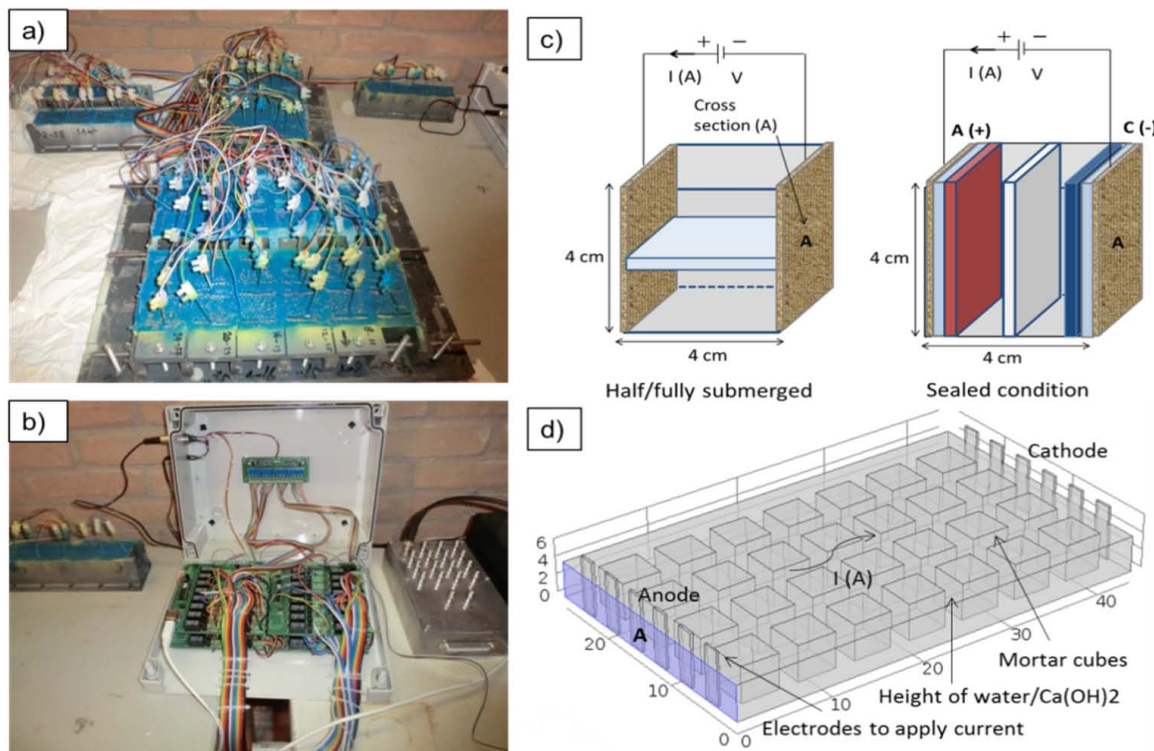 a)
b)
c)
+ −
I (A)
V
Cross
section (A)
A
4 cm
4 cm
Half/fully submerged
+ −
I (A)
V
A (+)
C (-)
A
4 cm
4 cm
Sealed condition
d)
Cathode
6
4
2
0
Anode
I (A)
A
20
10
0
0
10
20
30
40
Mortar cubes
Height of water/Ca(OH)2
Electrodes to apply current